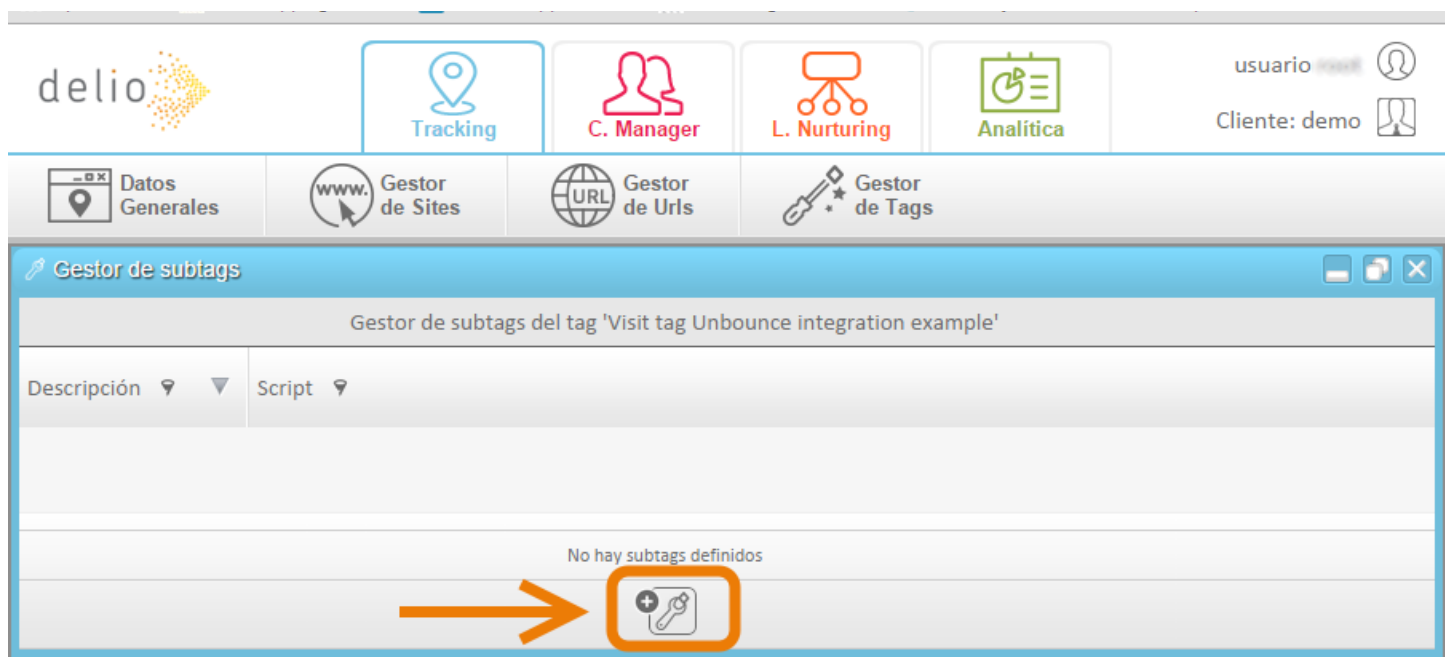 delio
Tracking
C. Manager
L. Nurturing
Analítica
usuario
Cliente: demo
Datos
Generales
www.
Gestor
de Sites
URL
Gestor
de Urls
Gestor
de Tags
Gestor de subtags
Gestor de subtags del tag 'Visit tag Unbounce integration example'
Descripción
Script
No hay subtags definidos